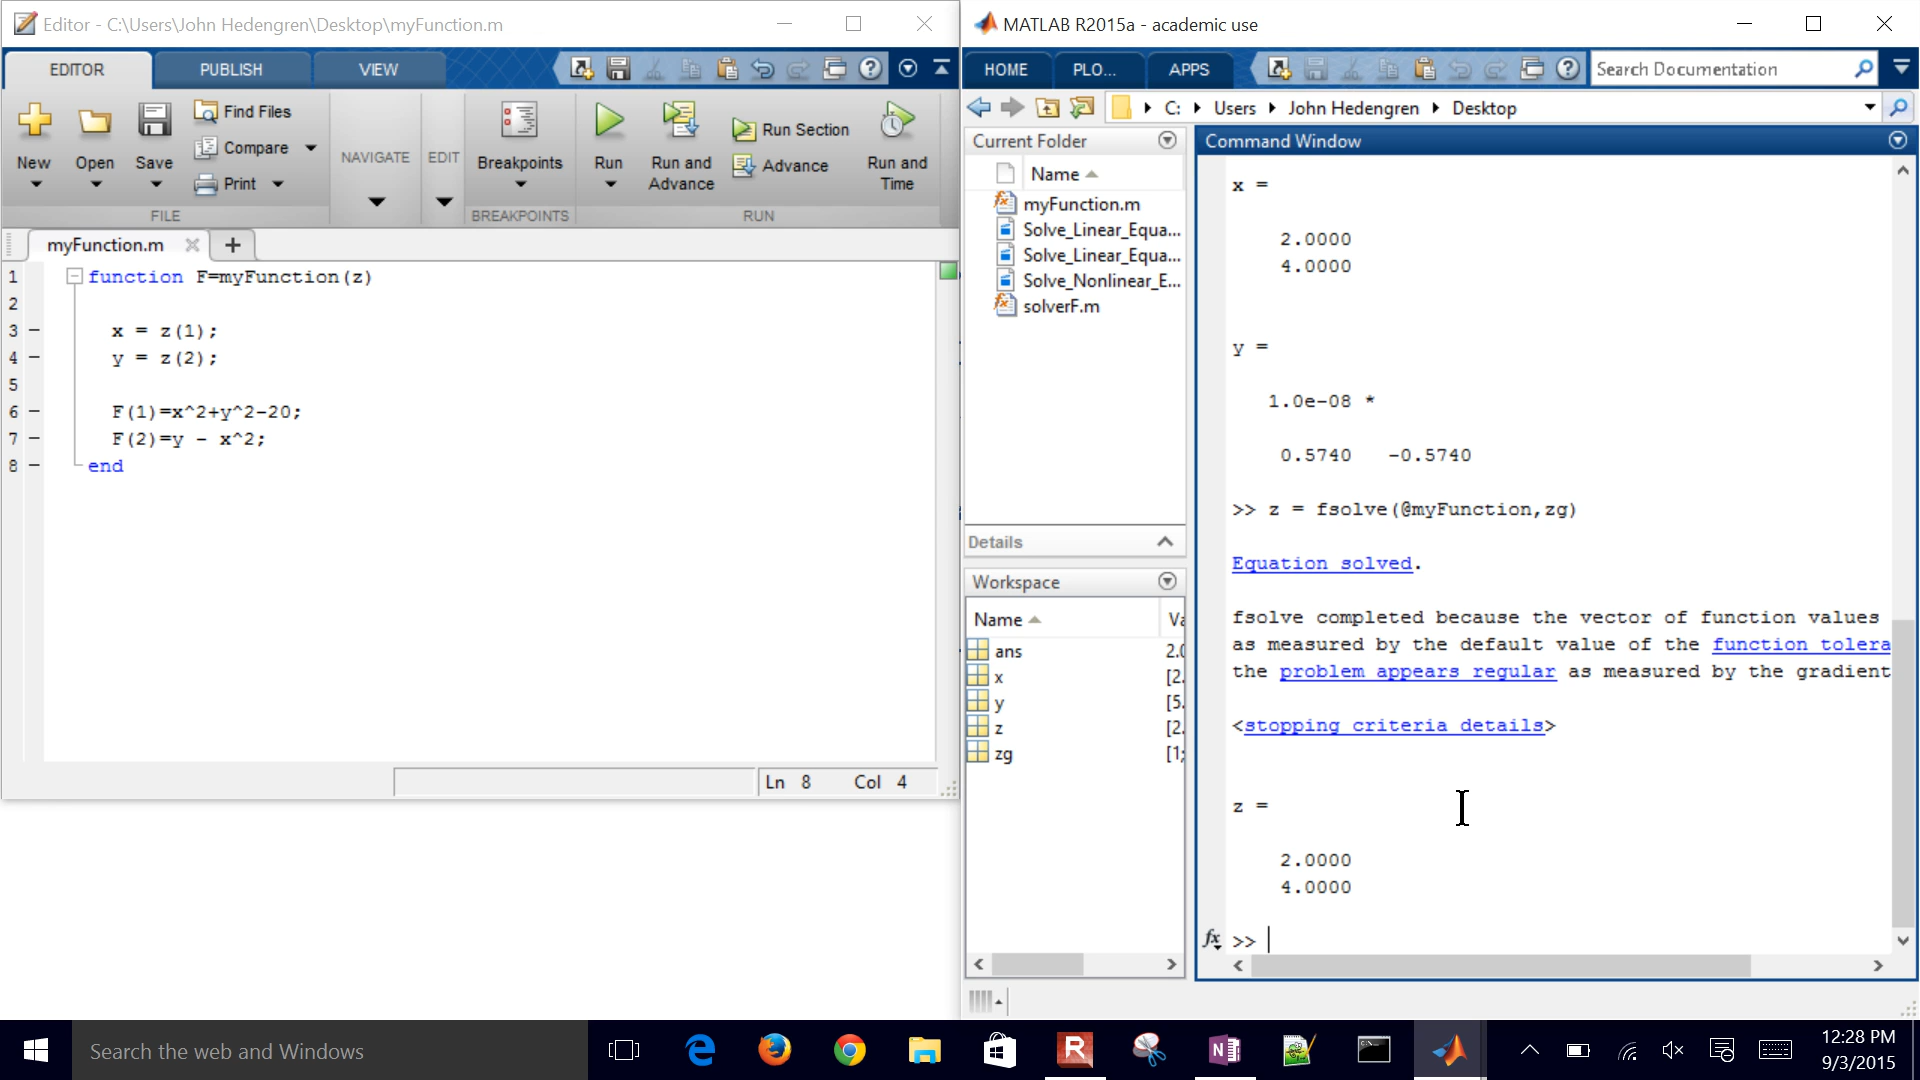 Editor - C:\Users\John Hedengren\Desktop\myFunction.m
EDITOR
PUBLISH
VIEW
New
Open
Save
Find Files
Compare
Print
FILE
NAVIGATE
EDIT
Breakpoints
BREAKPOINTS
Run
Run and Advance
Run Section
Advance
Run and Time
RUN
myFunction.m
1 function F=myFunction(z)
2
3 - x = z(1);
4 - y = z(2);
5
6 - F(1)=x^2+y^2-20;
7 - F(2)=y - x^2;
8 - end
Ln 8 Col 4
MATLAB R2015a - academic use
HOME
PLO...
APPS
Search Documentation
C: Users John Hedengren Desktop
Current Folder
Name
myFunction.m
Solve_Linear_Equa...
Solve_Linear_Equa...
Solve_Nonlinear_E...
solverF.m
Details
Workspace
Name
ans
x [2.
y [5.
z [2.
zg [1;
Command Window
x =
2.0000
4.0000
y =
1.0e-08 *
0.5740 -0.5740
>> z = fsolve(@myFunction,zg)
Equation solved.
fsolve completed because the vector of function values
as measured by the default value of the function tolera
the problem appears regular as measured by the gradient
<stopping criteria details>
z =
2.0000
4.0000
fx >>
Search the web and Windows
12:28 PM
9/3/2015